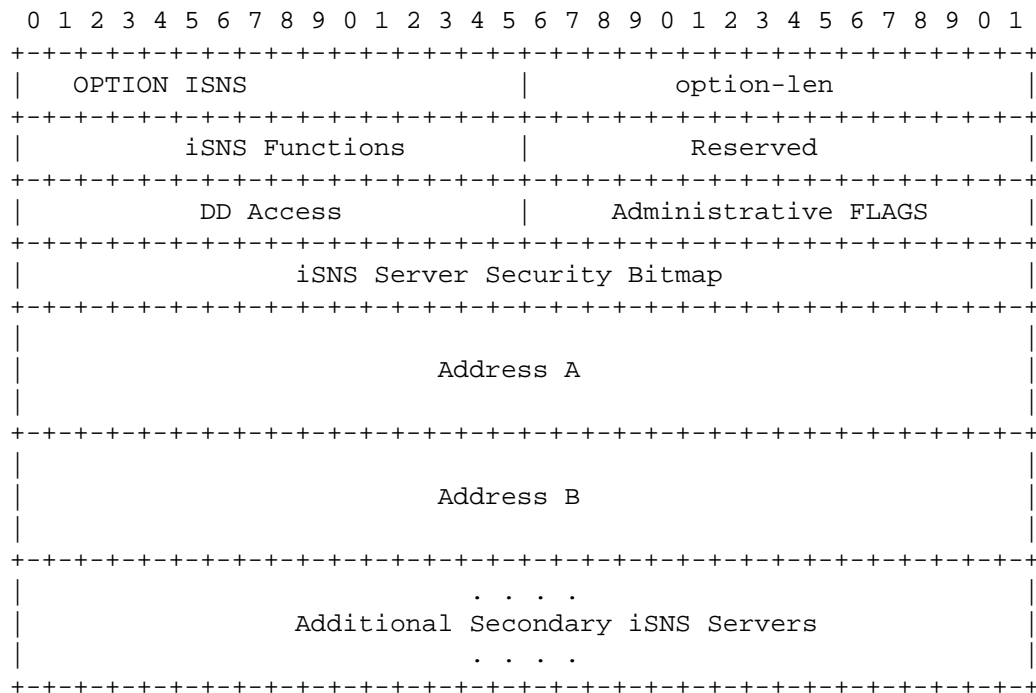 0 1 2 3 4 5 6 7 8 9 0 1 2 3 4 5 6 7 8 9 0 1 2 3 4 5 6 7 8 9 0 1
+-+-+-+-+-+-+-+-+-+-+-+-+-+-+-+-+-+-+-+-+-+-+-+-+-+-+-+-+-+-+-+-+
|   OPTION ISNS                 |         option-len            |
+-+-+-+-+-+-+-+-+-+-+-+-+-+-+-+-+-+-+-+-+-+-+-+-+-+-+-+-+-+-+-+-+
|          iSNS Functions       |          Reserved             |
+-+-+-+-+-+-+-+-+-+-+-+-+-+-+-+-+-+-+-+-+-+-+-+-+-+-+-+-+-+-+-+-+
|           DD Access           |     Administrative FLAGS      |
+-+-+-+-+-+-+-+-+-+-+-+-+-+-+-+-+-+-+-+-+-+-+-+-+-+-+-+-+-+-+-+-+
|                 iSNS Server Security Bitmap                   |
+-+-+-+-+-+-+-+-+-+-+-+-+-+-+-+-+-+-+-+-+-+-+-+-+-+-+-+-+-+-+-+-+
|                                                               |
|                          Address A                            |
|                                                               |
+-+-+-+-+-+-+-+-+-+-+-+-+-+-+-+-+-+-+-+-+-+-+-+-+-+-+-+-+-+-+-+-+
|                                                               |
|                          Address B                            |
|                                                               |
+-+-+-+-+-+-+-+-+-+-+-+-+-+-+-+-+-+-+-+-+-+-+-+-+-+-+-+-+-+-+-+-+
|                            . . . .                            |
|                 Additional Secondary iSNS Servers             |
|                            . . . .                            |
+-+-+-+-+-+-+-+-+-+-+-+-+-+-+-+-+-+-+-+-+-+-+-+-+-+-+-+-+-+-+-+-+